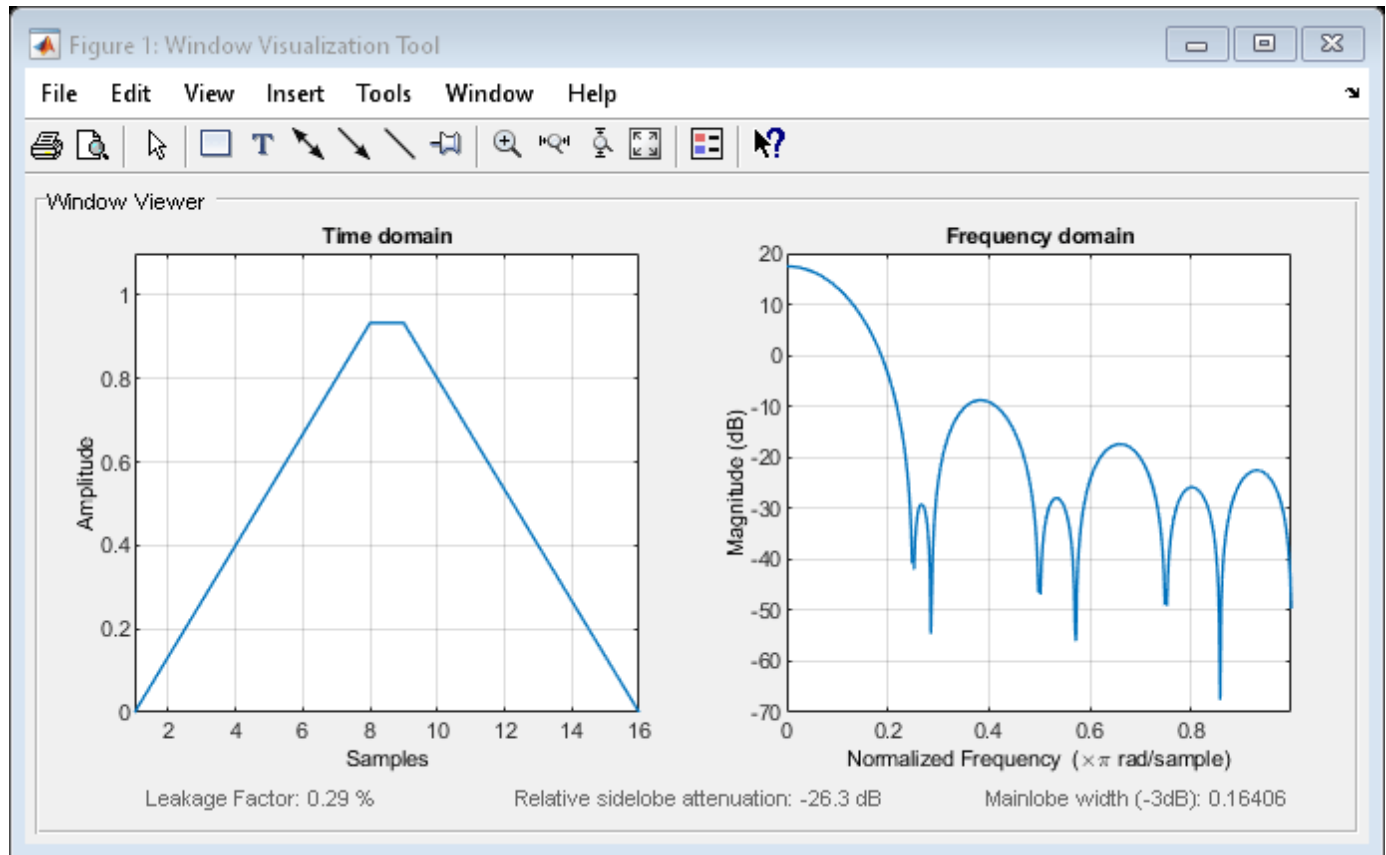 Figure 1: Window Visualization Tool
File Edit View Insert Tools Window Help
T
?
Window Viewer
Time domain
1
0.8
0.6
0.4
0.2
0
Amplitude
2 4 6 8 10 12 14 16
Samples
Frequency domain
20
10
0
-10
-20
-30
-40
-50
-60
-70
Magnitude (dB)
0 0.2 0.4 0.6 0.8
Normalized Frequency (×π rad/sample)
Leakage Factor: 0.29 % Relative sidelobe attenuation: -26.3 dB Mainlobe width (-3dB): 0.16406